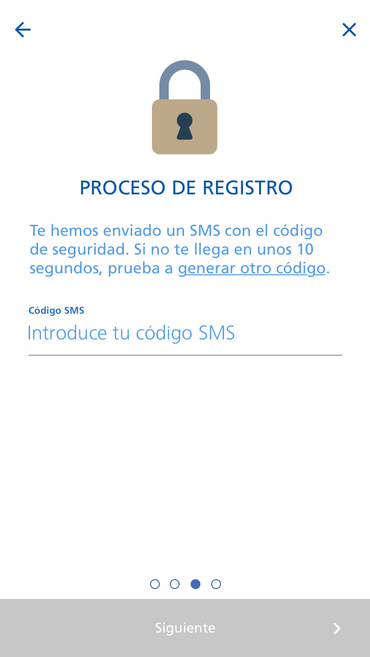 PROCESO DE REGISTRO
Te hemos enviado un SMS con el código
de seguridad. Si no te llega en unos 10
segundos, prueba a generar otro código.
Código SMS
Introduce tu código SMS
Siguiente